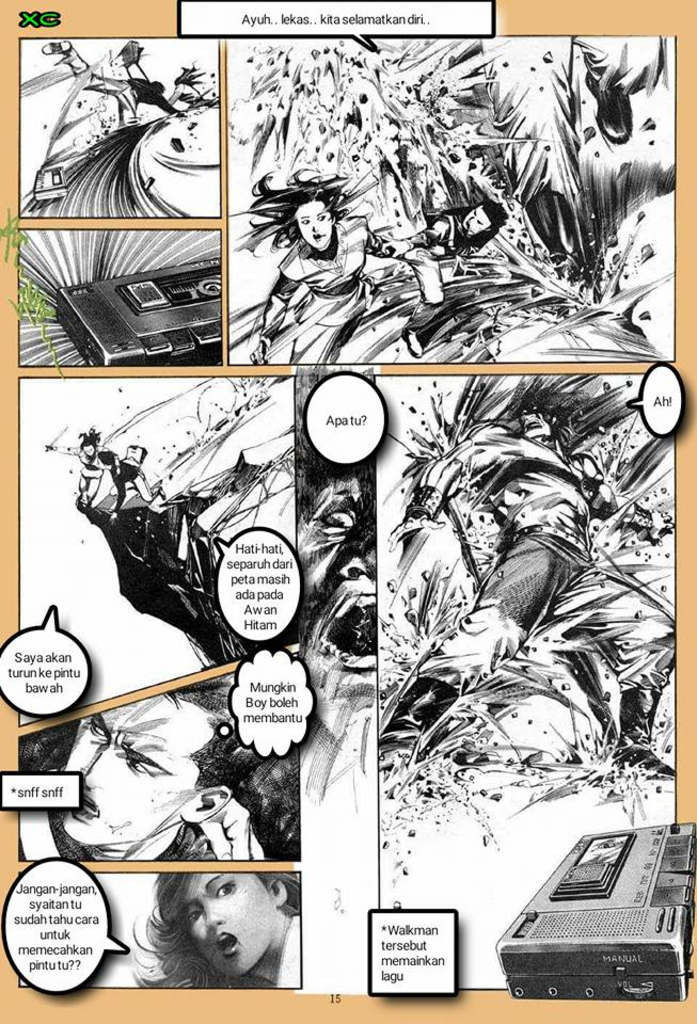 XC
Ayuh.. lekas.. kita selamatkan diri..
Apa tu?
Ah!
Hati-hati,
separuh dari
peta masih
ada pada
Awan
Hitam
Saya akan
turun ke pintu
bawah
Mungkin
Boy boleh
membantu
*snff snff
Jangan-jangan,
syaitan tu
sudah tahu cara
untuk
memecahkan
pintu tu??
*Walkman
tersebut
memainkan
lagu
MANUAL
VOL
15